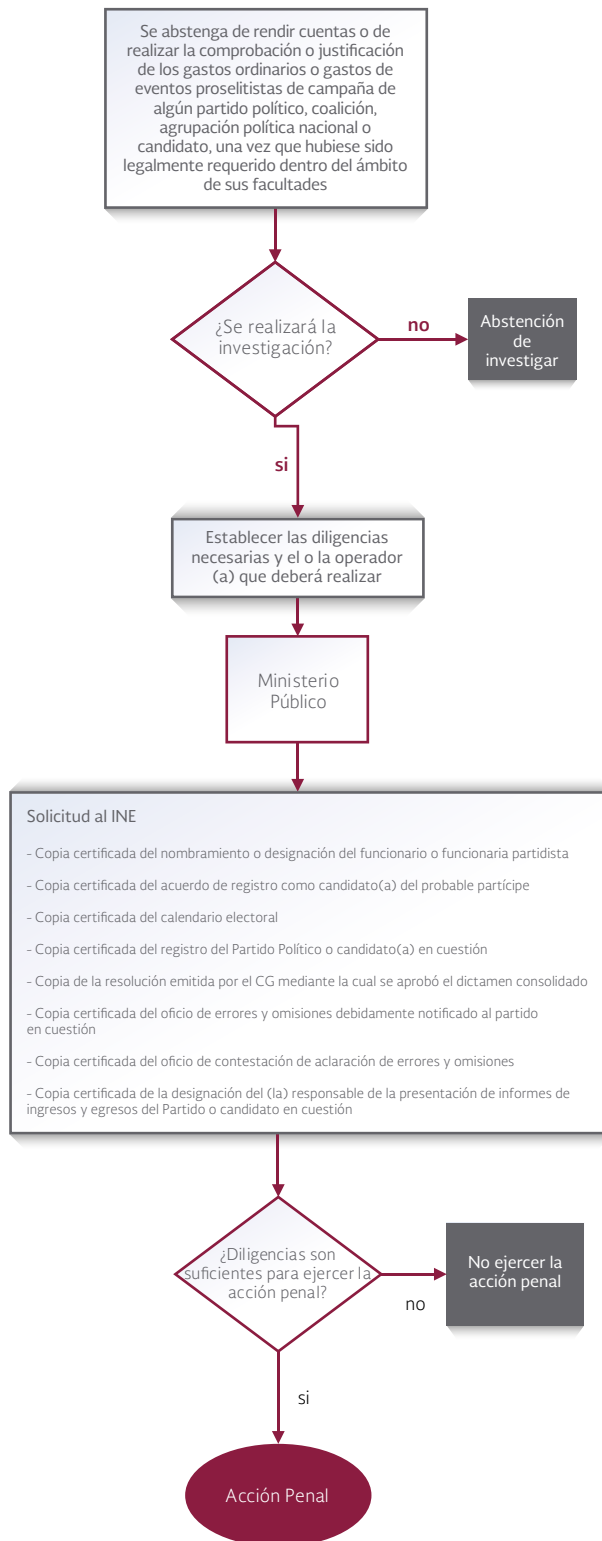 Se abstenga de rendir cuentas o de
realizar la comprobación o justificación
de los gastos ordinarios o gastos de
eventos proselitistas de campaña de
algún partido político, coalición,
agrupación política nacional o
candidato, una vez que hubiese sido
legalmente requerido dentro del ámbito
de sus facultades
¿Se realizará la
investigación?
no
Abstención
de
investigar
si
Establecer las diligencias
necesarias y el o la operador
(a) que deberá realizar
Ministerio
Público
Solicitud al INE
- Copia certificada del nombramiento o designación del funcionario o funcionaria partidista
- Copia certificada del acuerdo de registro como candidato(a) del probable partícipe
- Copia certificada del calendario electoral
- Copia certificada del registro del Partido Político o candidato(a) en cuestión
- Copia de la resolución emitida por el CG mediante la cual se aprobó el dictamen consolidado
- Copia certificada del oficio de errores y omisiones debidamente notificado al partido
en cuestión
- Copia certificada del oficio de contestación de aclaración de errores y omisiones
- Copia certificada de la designación del (la) responsable de la presentación de informes de
ingresos y egresos del Partido o candidato en cuestión
¿Diligencias son
suficientes para ejercer la
acción penal?
no
No ejercer la
acción penal
si
Acción Penal